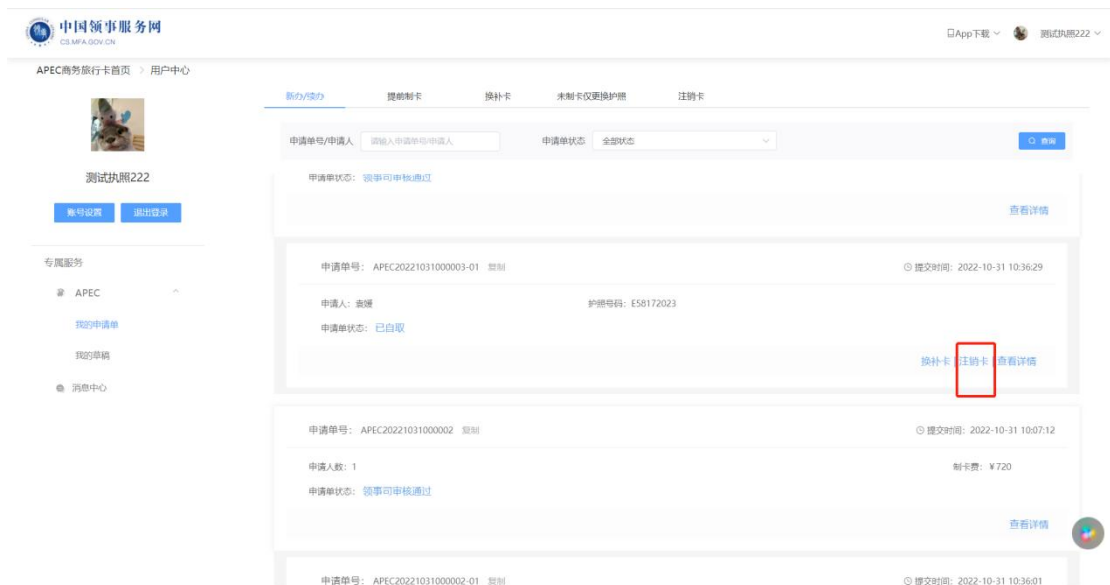 中国领事服务网
CS.MFA.GOV.CN
App下载
测试执照222
APEC商务旅行卡首页 > 用户中心
新办/续办 提前制卡 换补卡 未制卡仅更换护照 注销卡
申请单号/申请人 请输入申请单号/申请人 申请单状态 全部状态 查询
测试执照222
账号设置 退出登录
专属服务
APEC
我的申请单
我的草稿
消息中心
申请单状态: 领事司审核通过
查看详情
申请单号: APEC20221031000003-01 复制 提交时间: 2022-10-31 10:36:29
申请人: 袁媛 护照号码: E58172023
申请单状态: 已自取
换补卡 | 注销卡 | 查看详情
申请单号: APEC20221031000002 复制 提交时间: 2022-10-31 10:07:12
申请人数: 1 制卡费: ¥720
申请单状态: 领事司审核通过
查看详情
申请单号: APEC20221031000002-01 复制 提交时间: 2022-10-31 10:36:01